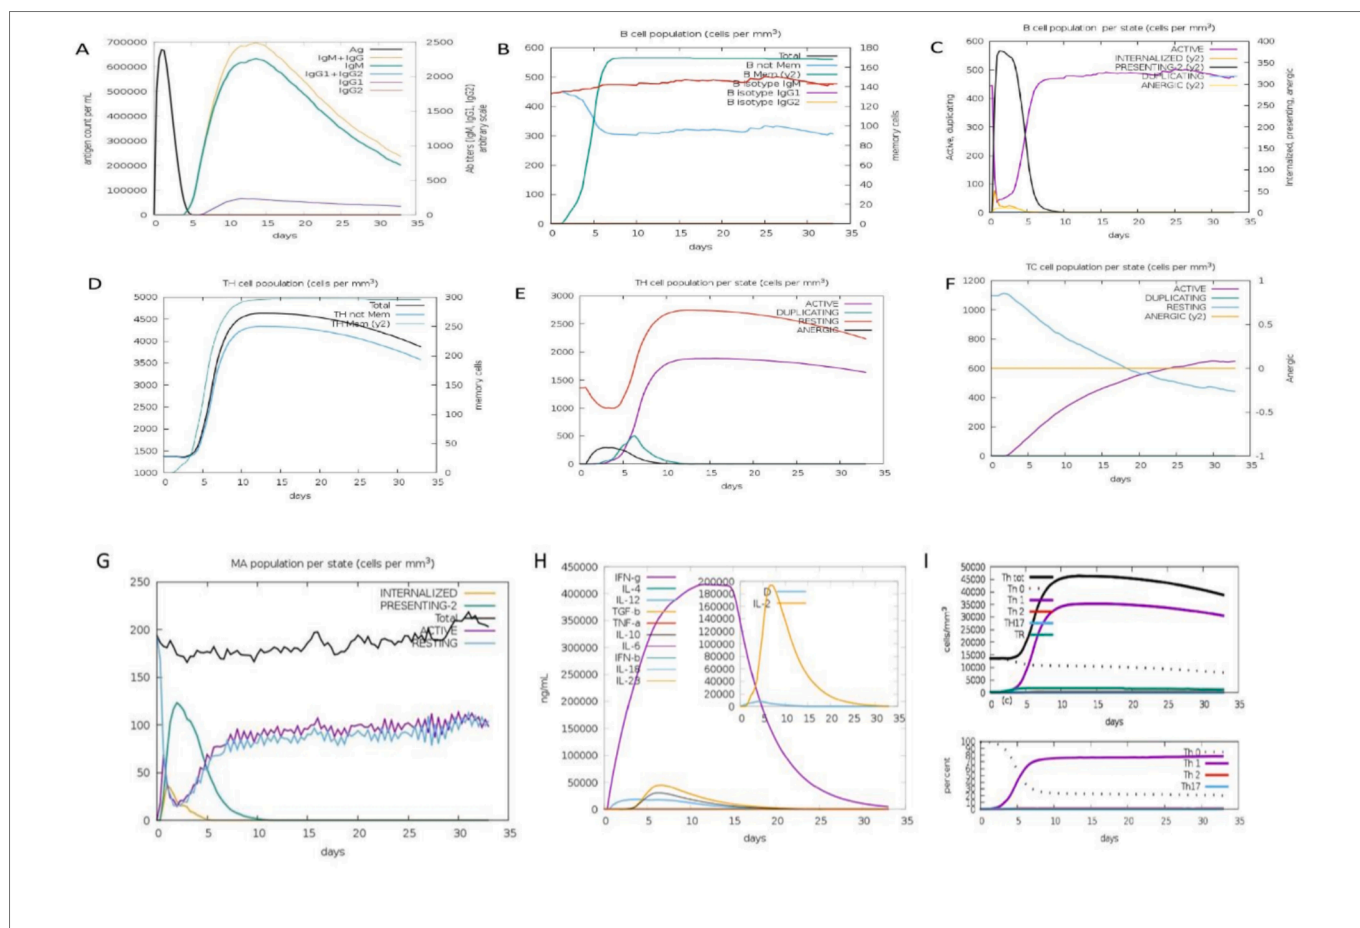 A
700000
600000
500000
400000
300000
200000
100000
0
antigen count per mL
Ag
IgM+IgG
IgM
IgG1+IgG2
IgG1
IgG2
2500
2000
1500
1000
500
0
Ab titers (IgM, IgG1, IgG2)
arbitrary scale
0 5 10 15 20 25 30 35
days
B
B cell population (cells per mm³)
600
500
400
300
200
100
0
Total
B not Mem
B Mem (y2)
B isotype IgM
B isotype IgG1
B isotype IgG2
180
160
140
120
100
80
60
40
20
0
memory cells
0 5 10 15 20 25 30 35
days
C
B cell population per state (cells per mm³)
600
500
400
300
200
100
0
Active, duplicating
ACTIVE
INTERNALIZED (y2)
PRESENTING-2 (y2)
DUPLICATING
ANERGIC (y2)
400
350
300
250
200
150
100
50
0
Internalized, presenting, anergic
0 5 10 15 20 25 30 35
days
D
TH cell population (cells per mm³)
5000
4500
4000
3500
3000
2500
2000
1500
1000
Total
TH not Mem
TH Mem (y2)
300
250
200
150
100
50
0
memory cells
0 5 10 15 20 25 30 35
days
E
TH cell population per state (cells per mm³)
3000
2500
2000
1500
1000
500
0
ACTIVE
DUPLICATING
RESTING
ANERGIC
0 5 10 15 20 25 30 35
days
F
TC cell population per state (cells per mm³)
1200
1000
800
600
400
200
0
ACTIVE
DUPLICATING
RESTING
ANERGIC (y2)
1
0.5
0
-0.5
-1
Anergic
0 5 10 15 20 25 30 35
days
G
MA population per state (cells per mm³)
250
200
150
100
50
0
INTERNALIZED
PRESENTING-2
Total
ACTIVE
RESTING
0 5 10 15 20 25 30 35
days
H
450000
400000
350000
300000
250000
200000
150000
100000
50000
0
ng/mL
IFN-g
IL-4
IL-12
TGF-b
TNF-a
IL-10
IL-6
IFN-b
IL-18
IL-23
200000
180000
160000
140000
120000
100000
80000
60000
40000
20000
0
D
IL-2
0 5 10 15 20 25 30 35
0 5 10 15 20 25 30 35
days
I
50000
45000
40000
35000
30000
25000
20000
15000
10000
5000
0
cells/mm³
Th tot
Th 0
Th 1
Th 2
TH17
TR
(c)
0 5 10 15 20 25 30 35
days
100
90
80
70
60
50
40
30
20
10
0
percent
Th 0
Th 1
Th 2
Th17
0 5 10 15 20 25 30 35
days